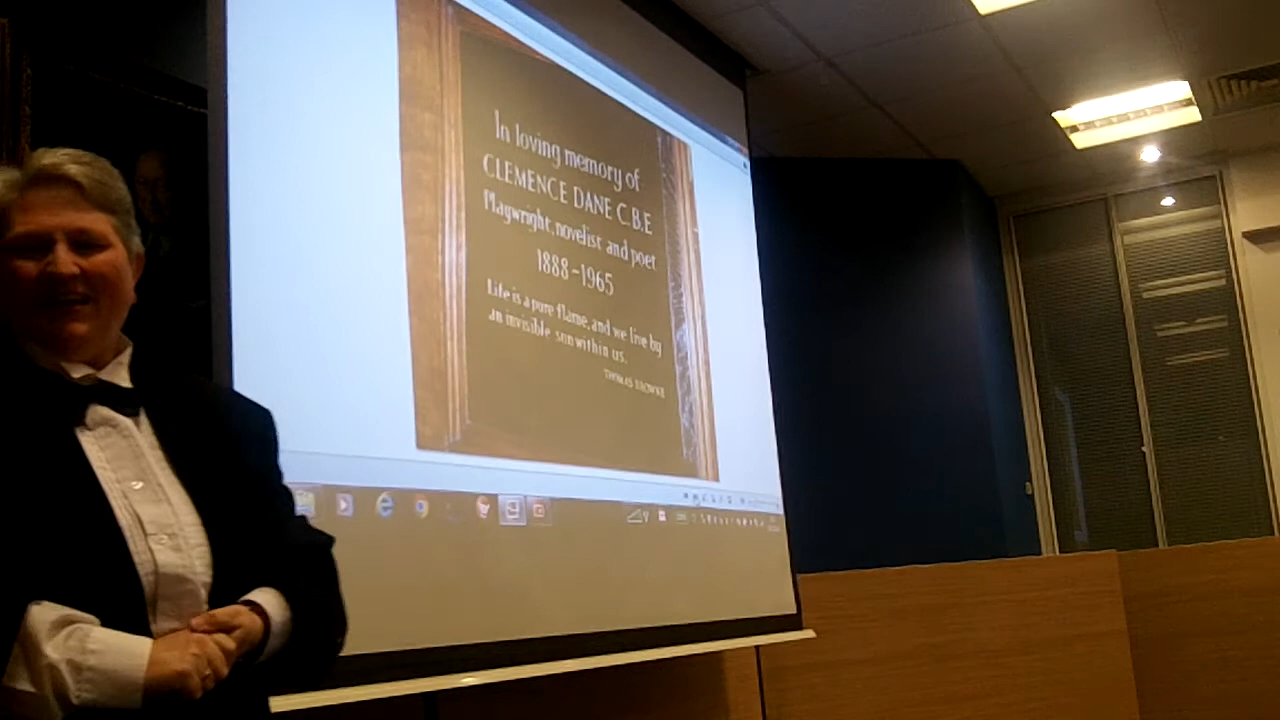 In loving memory of
CLEMENCE DANE C.B.E
Playwright, novelist and poet
1888-1965
Life is a pure flame, and we live by
an invisible sun within us.
THOMAS BROWNE